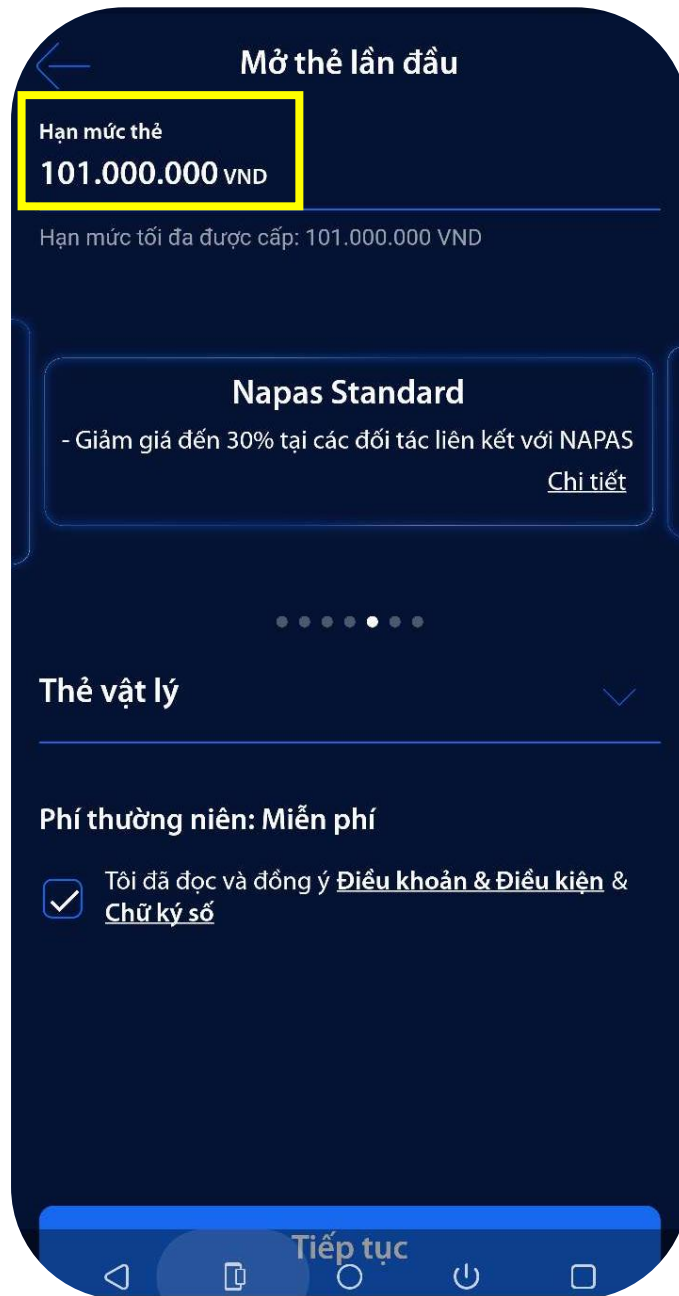 Mở thẻ lần đầu
Hạn mức thẻ
101.000.000 VND
Hạn mức tối đa được cấp: 101.000.000 VND
Napas Standard
- Giảm giá đến 30% tại các đối tác liên kết với NAPAS
Chi tiết
Thẻ vật lý
Phí thường niên: Miễn phí
Tôi đã đọc và đồng ý Điều khoản & Điều kiện &
Chữ ký số
Tiếp tục